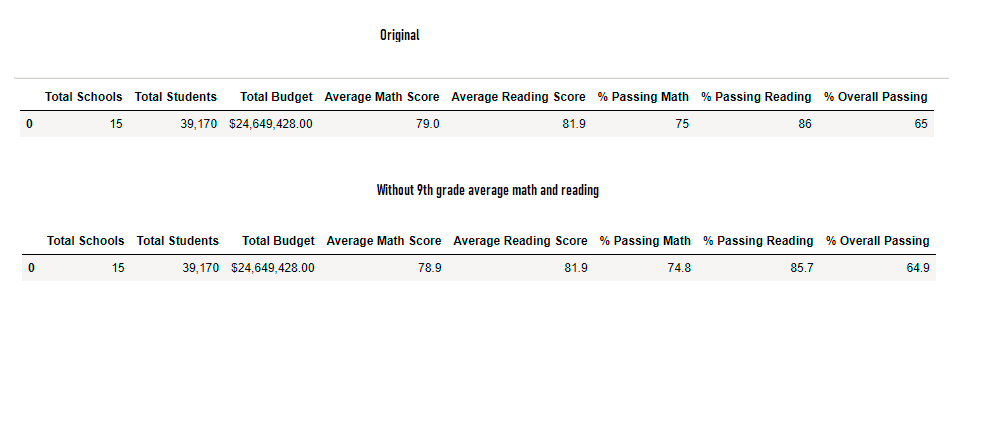 Original
Total Schools Total Students Total Budget Average Math Score Average Reading Score % Passing Math % Passing Reading % Overall Passing
0 15 39,170 $24,649,428.00 79.0 81.9 75 86 65
Without 9th grade average math and reading
Total Schools Total Students Total Budget Average Math Score Average Reading Score % Passing Math % Passing Reading % Overall Passing
0 15 39,170 $24,649,428.00 78.9 81.9 74.8 85.7 64.9